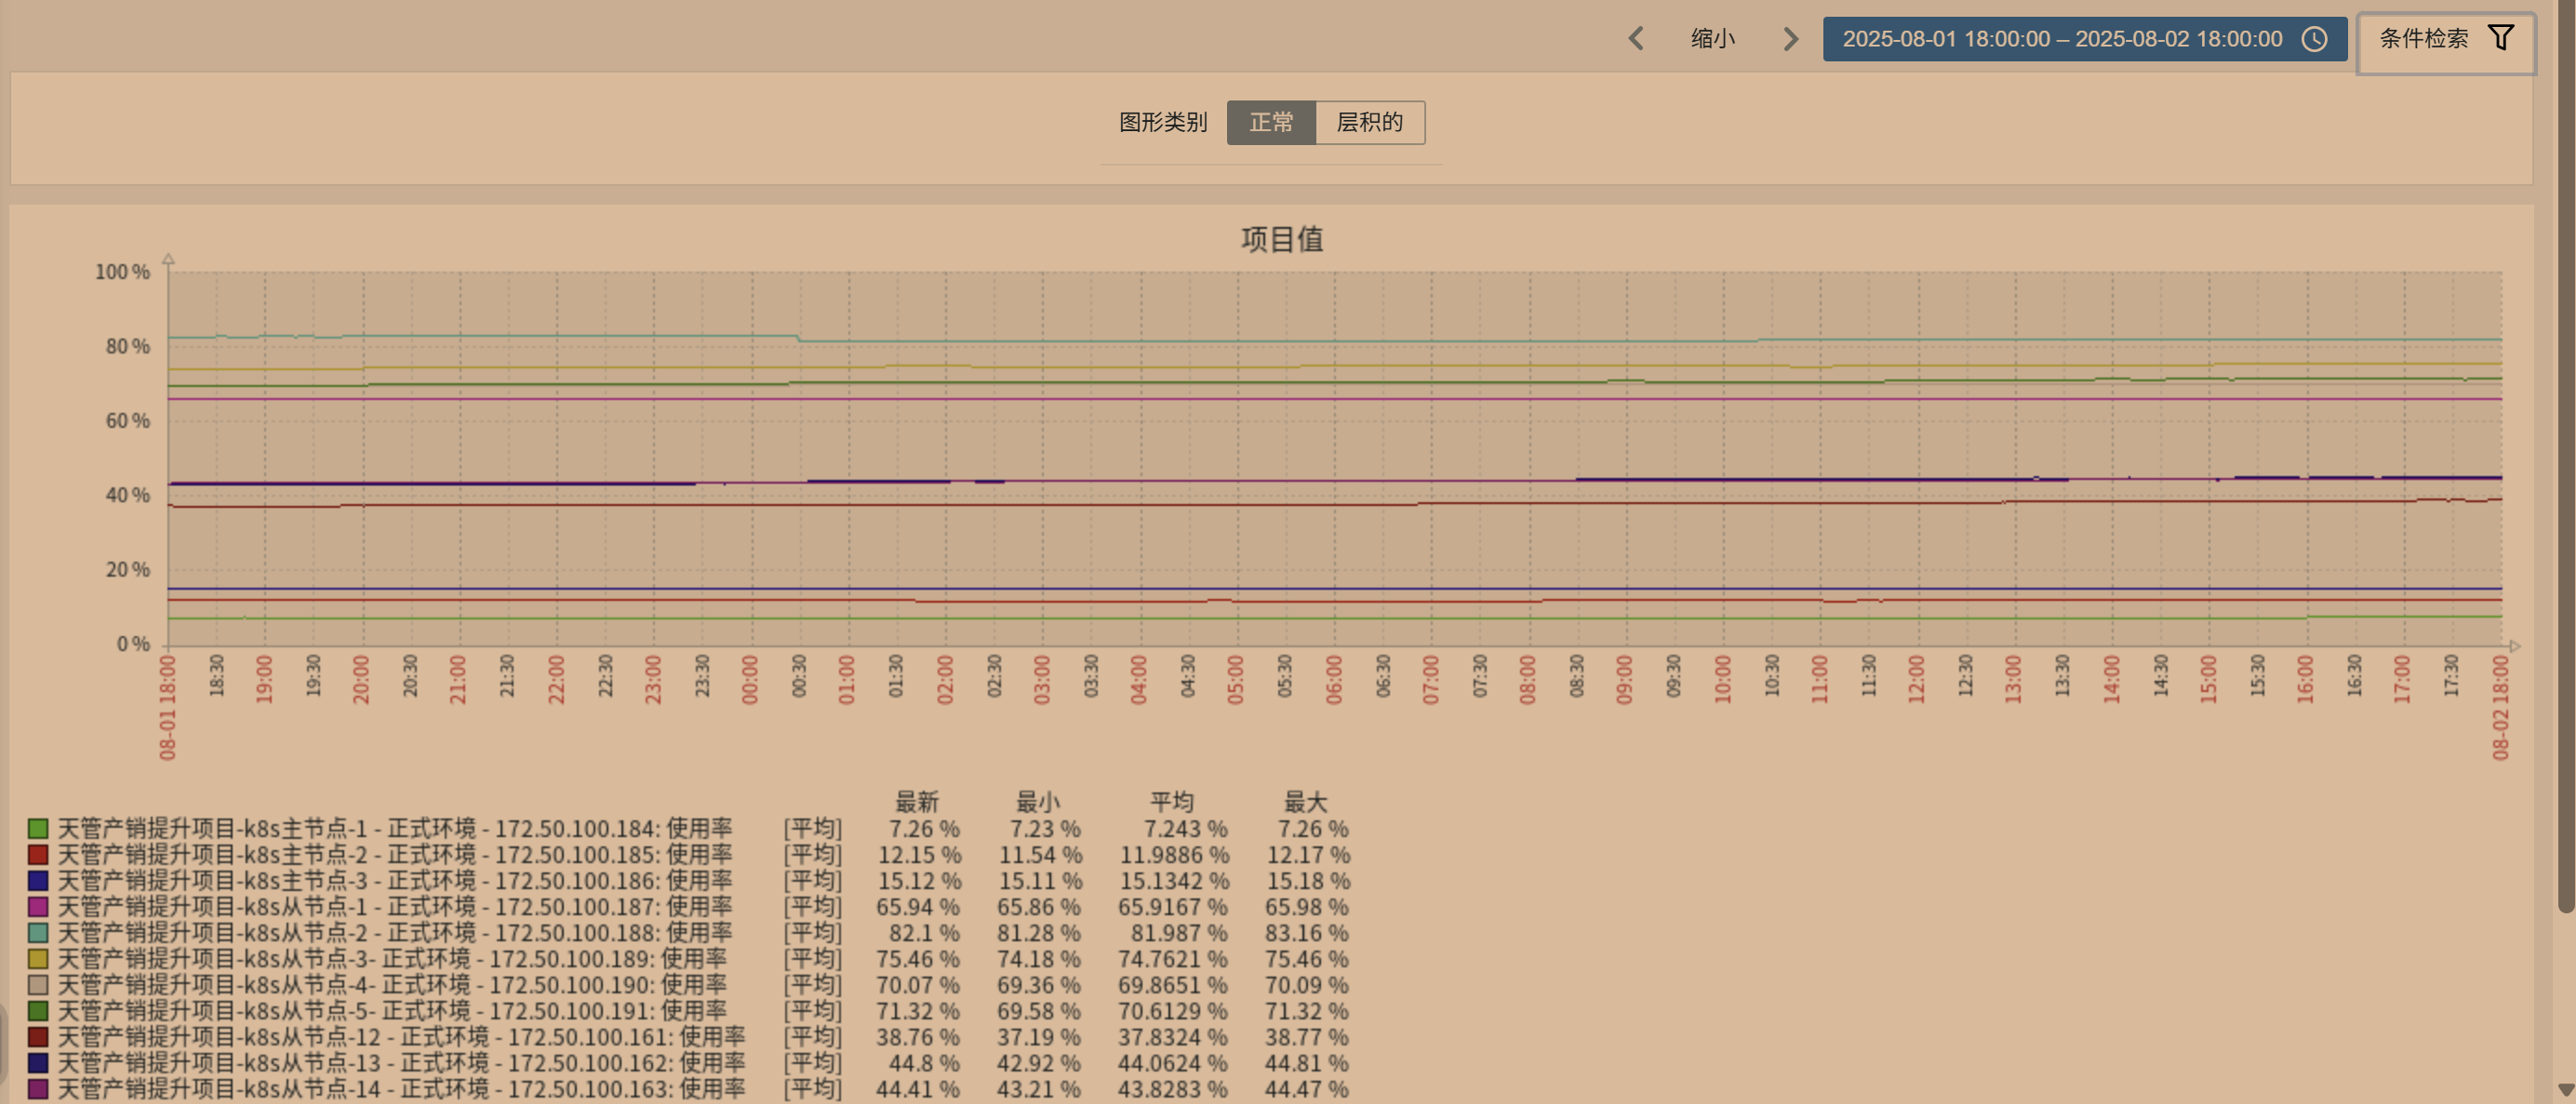 缩小
2025-08-01 18:00:00 – 2025-08-02 18:00:00
条件检索
图形类别 正常 层积的
项目值
100 %
80 %
60 %
40 %
20 %
0 %
08-01 18:00 18:30 19:00 19:30 20:00 20:30 21:00 21:30 22:00 22:30 23:00 23:30 00:00 00:30 01:00 01:30 02:00 02:30 03:00 03:30 04:00 04:30 05:00 05:30 06:00 06:30 07:00 07:30 08:00 08:30 09:00 09:30 10:00 10:30 11:00 11:30 12:00 12:30 13:00 13:30 14:00 14:30 15:00 15:30 16:00 16:30 17:00 17:30 08-02 18:00
最新 最小 平均 最大
天管产销提升项目-k8s主节点-1 - 正式环境 - 172.50.100.184: 使用率 [平均] 7.26 % 7.23 % 7.243 % 7.26 %
天管产销提升项目-k8s主节点-2 - 正式环境 - 172.50.100.185: 使用率 [平均] 12.15 % 11.54 % 11.9886 % 12.17 %
天管产销提升项目-k8s主节点-3 - 正式环境 - 172.50.100.186: 使用率 [平均] 15.12 % 15.11 % 15.1342 % 15.18 %
天管产销提升项目-k8s从节点-1 - 正式环境 - 172.50.100.187: 使用率 [平均] 65.94 % 65.86 % 65.9167 % 65.98 %
天管产销提升项目-k8s从节点-2 - 正式环境 - 172.50.100.188: 使用率 [平均] 82.1 % 81.28 % 81.987 % 83.16 %
天管产销提升项目-k8s从节点-3- 正式环境 - 172.50.100.189: 使用率 [平均] 75.46 % 74.18 % 74.7621 % 75.46 %
天管产销提升项目-k8s从节点-4- 正式环境 - 172.50.100.190: 使用率 [平均] 70.07 % 69.36 % 69.8651 % 70.09 %
天管产销提升项目-k8s从节点-5- 正式环境 - 172.50.100.191: 使用率 [平均] 71.32 % 69.58 % 70.6129 % 71.32 %
天管产销提升项目-k8s从节点-12 - 正式环境 - 172.50.100.161: 使用率 [平均] 38.76 % 37.19 % 37.8324 % 38.77 %
天管产销提升项目-k8s从节点-13 - 正式环境 - 172.50.100.162: 使用率 [平均] 44.8 % 42.92 % 44.0624 % 44.81 %
天管产销提升项目-k8s从节点-14 - 正式环境 - 172.50.100.163: 使用率 [平均] 44.41 % 43.21 % 43.8283 % 44.47 %